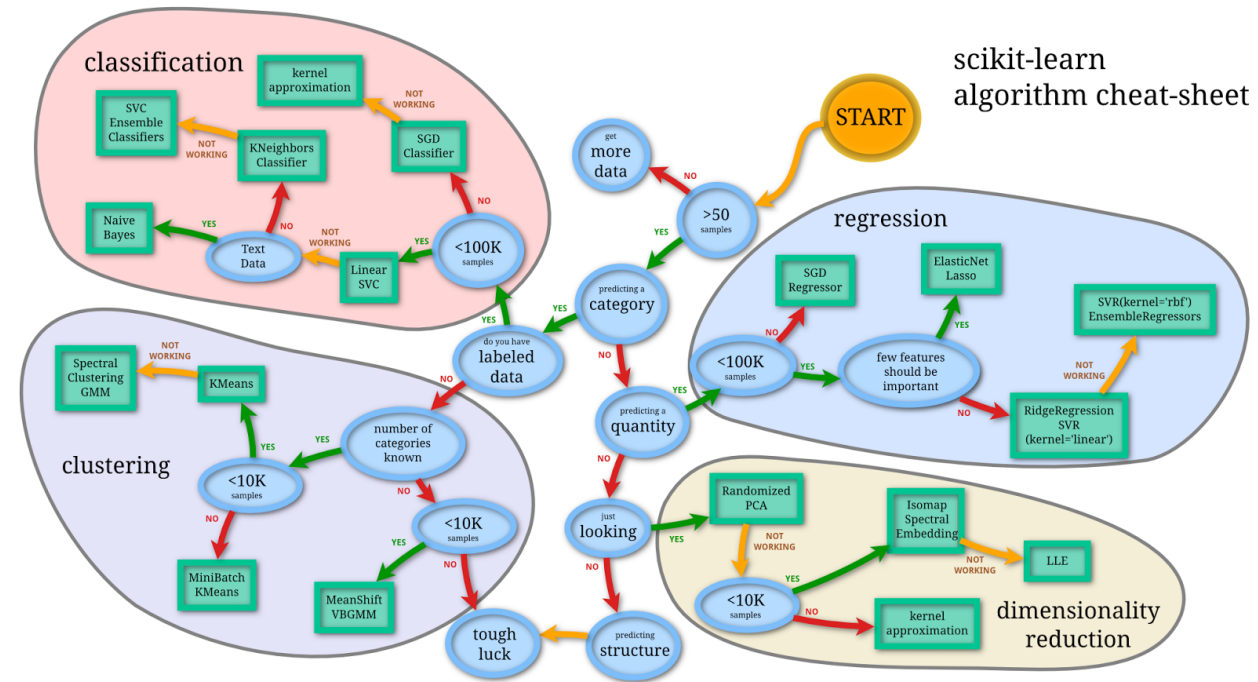 scikit-learn
algorithm cheat-sheet
START
classification
kernel
approximation
NOT
WORKING
SVC
Ensemble
Classifiers
NOT
WORKING
KNeighbors
Classifier
SGD
Classifier
NO
Naive
Bayes
YES
NO
Text
Data
NOT
WORKING
Linear
SVC
YES
<100K
samples
YES
get
more
data
NO
>50
samples
YES
predicting a
category
YES
NO
do you have
labeled
data
NO
predicting a
quantity
YES
NO
just
looking
YES
NO
predicting
structure
tough
luck
regression
SGD
Regressor
NO
<100K
samples
YES
ElasticNet
Lasso
YES
few features
should be
important
NO
SVR(kernel='rbf')
EnsembleRegressors
NOT
WORKING
RidgeRegression
SVR
(kernel='linear')
clustering
Spectral
Clustering
GMM
NOT
WORKING
KMeans
YES
<10K
samples
NO
MiniBatch
KMeans
YES
number of
categories
known
NO
<10K
samples
YES
NO
MeanShift
VBGMM
Randomized
PCA
NOT
WORKING
<10K
samples
YES
NO
Isomap
Spectral
Embedding
NOT
WORKING
LLE
kernel
approximation
dimensionality
reduction